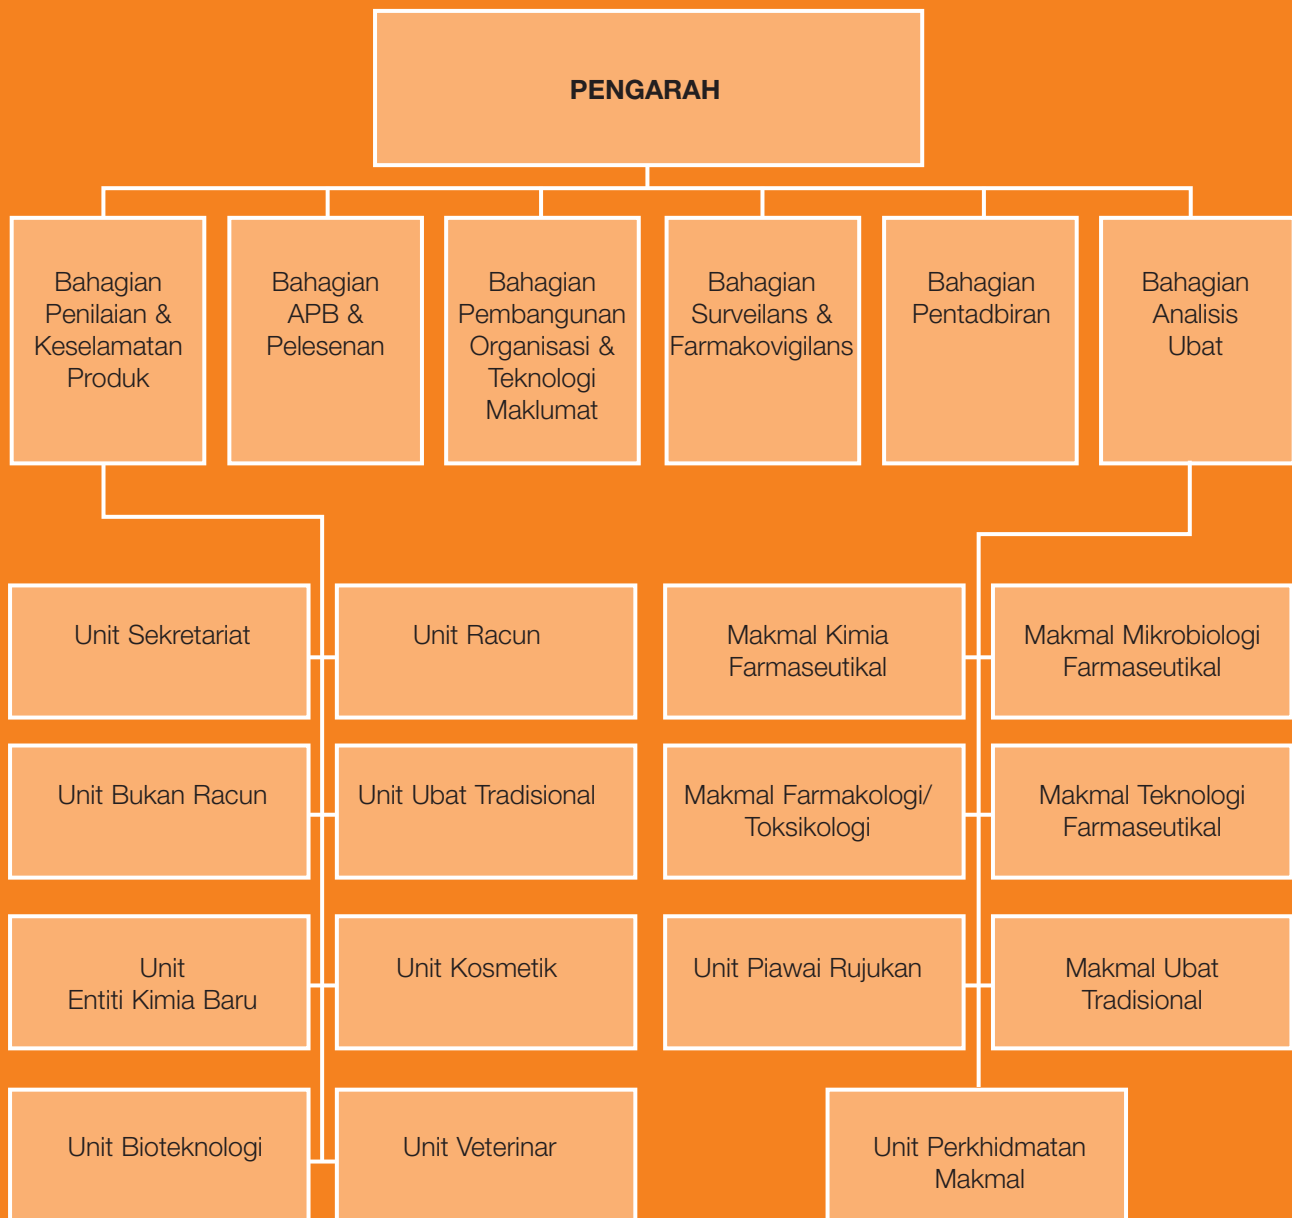 PENGARAH
Bahagian
Penilaian &
Keselamatan
Produk
Bahagian
APB &
Pelesenan
Bahagian
Pembangunan
Organisasi &
Teknologi
Maklumat
Bahagian
Surveilans &
Farmakovigilans
Bahagian
Pentadbiran
Bahagian
Analisis
Ubat
Unit Sekretariat
Unit Racun
Makmal Kimia
Farmaseutikal
Makmal Mikrobiologi
Farmaseutikal
Unit Bukan Racun
Unit Ubat Tradisional
Makmal Farmakologi/
Toksikologi
Makmal Teknologi
Farmaseutikal
Unit
Entiti Kimia Baru
Unit Kosmetik
Unit Piawai Rujukan
Makmal Ubat
Tradisional
Unit Bioteknologi
Unit Veterinar
Unit Perkhidmatan
Makmal